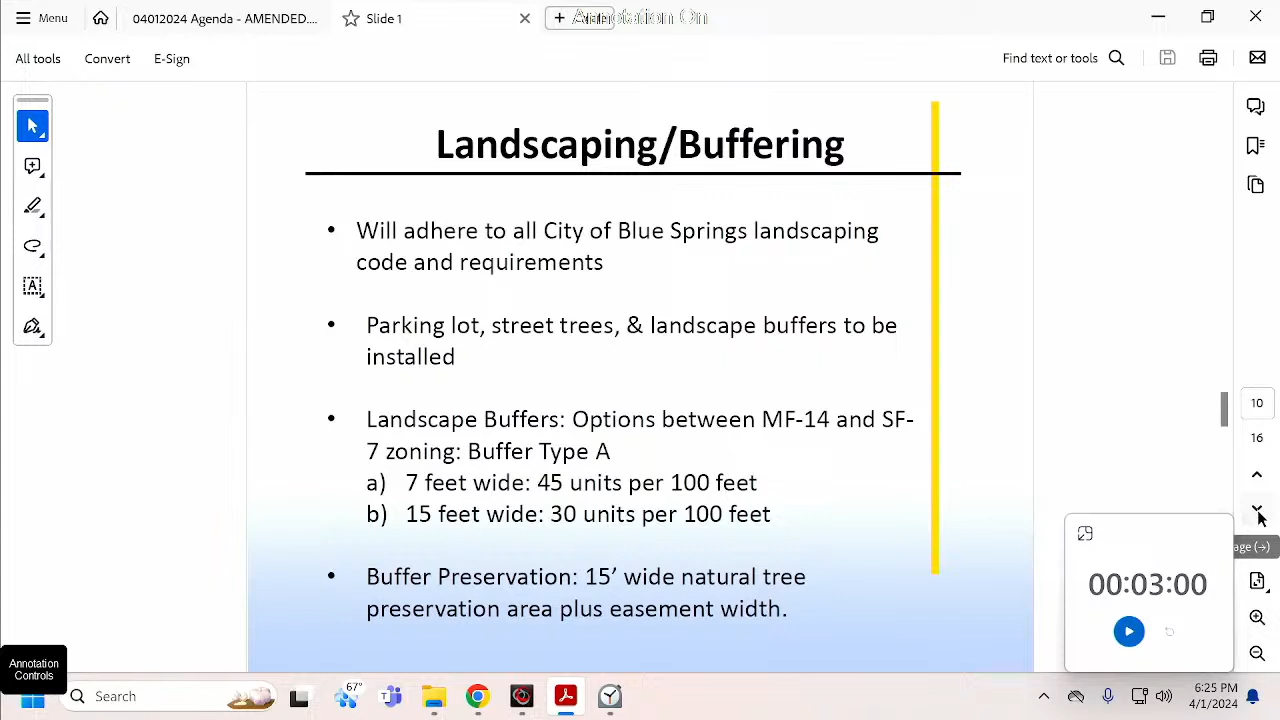 Menu
04012024 Agenda - AMENDED....
Slide 1
Annotation On
All tools
Convert
E-Sign
Find text or tools
Landscaping/Buffering
• Will adhere to all City of Blue Springs landscaping
code and requirements
• Parking lot, street trees, & landscape buffers to be
installed
• Landscape Buffers: Options between MF-14 and SF-
7 zoning: Buffer Type A
a) 7 feet wide: 45 units per 100 feet
b) 15 feet wide: 30 units per 100 feet
• Buffer Preservation: 15’ wide natural tree
preservation area plus easement width.
10
16
age (→)
00:03:00
Annotation
Controls
Search
67°
6:25 PM
4/1/2024